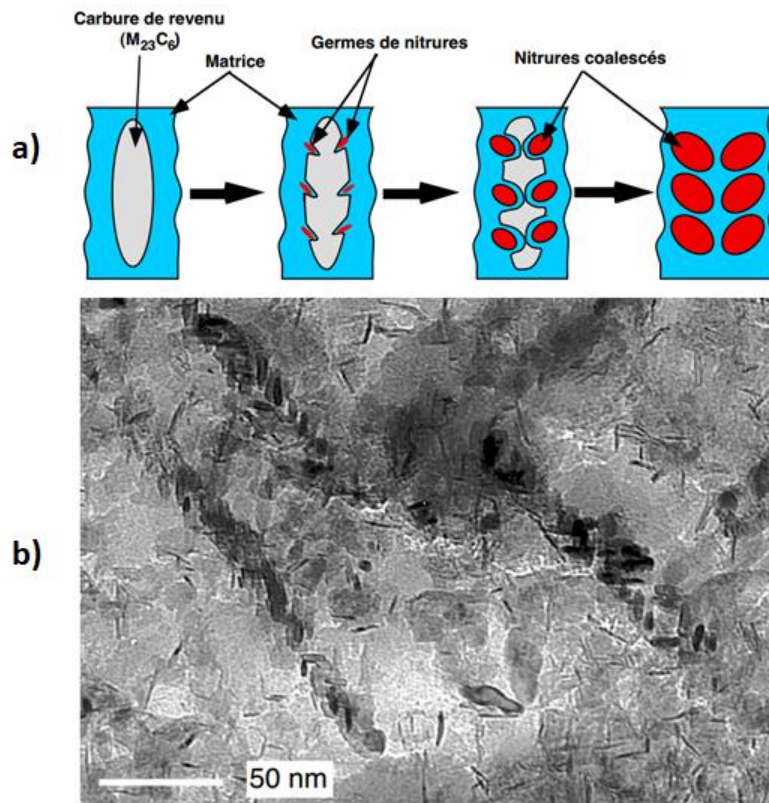 Carbure de revenu
(M₂₃C₆)
Matrice
Germes de nitrures
Nitrures coalescés
a)
b)
50 nm